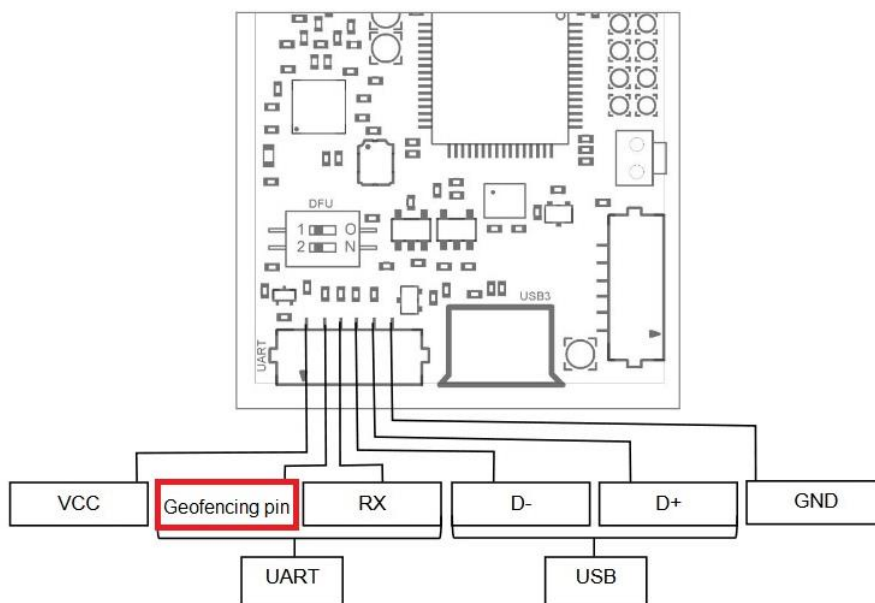 DFU
1 O
2 N
USB3
UART
VCC
Geofencing pin
RX
D-
D+
GND
UART
USB